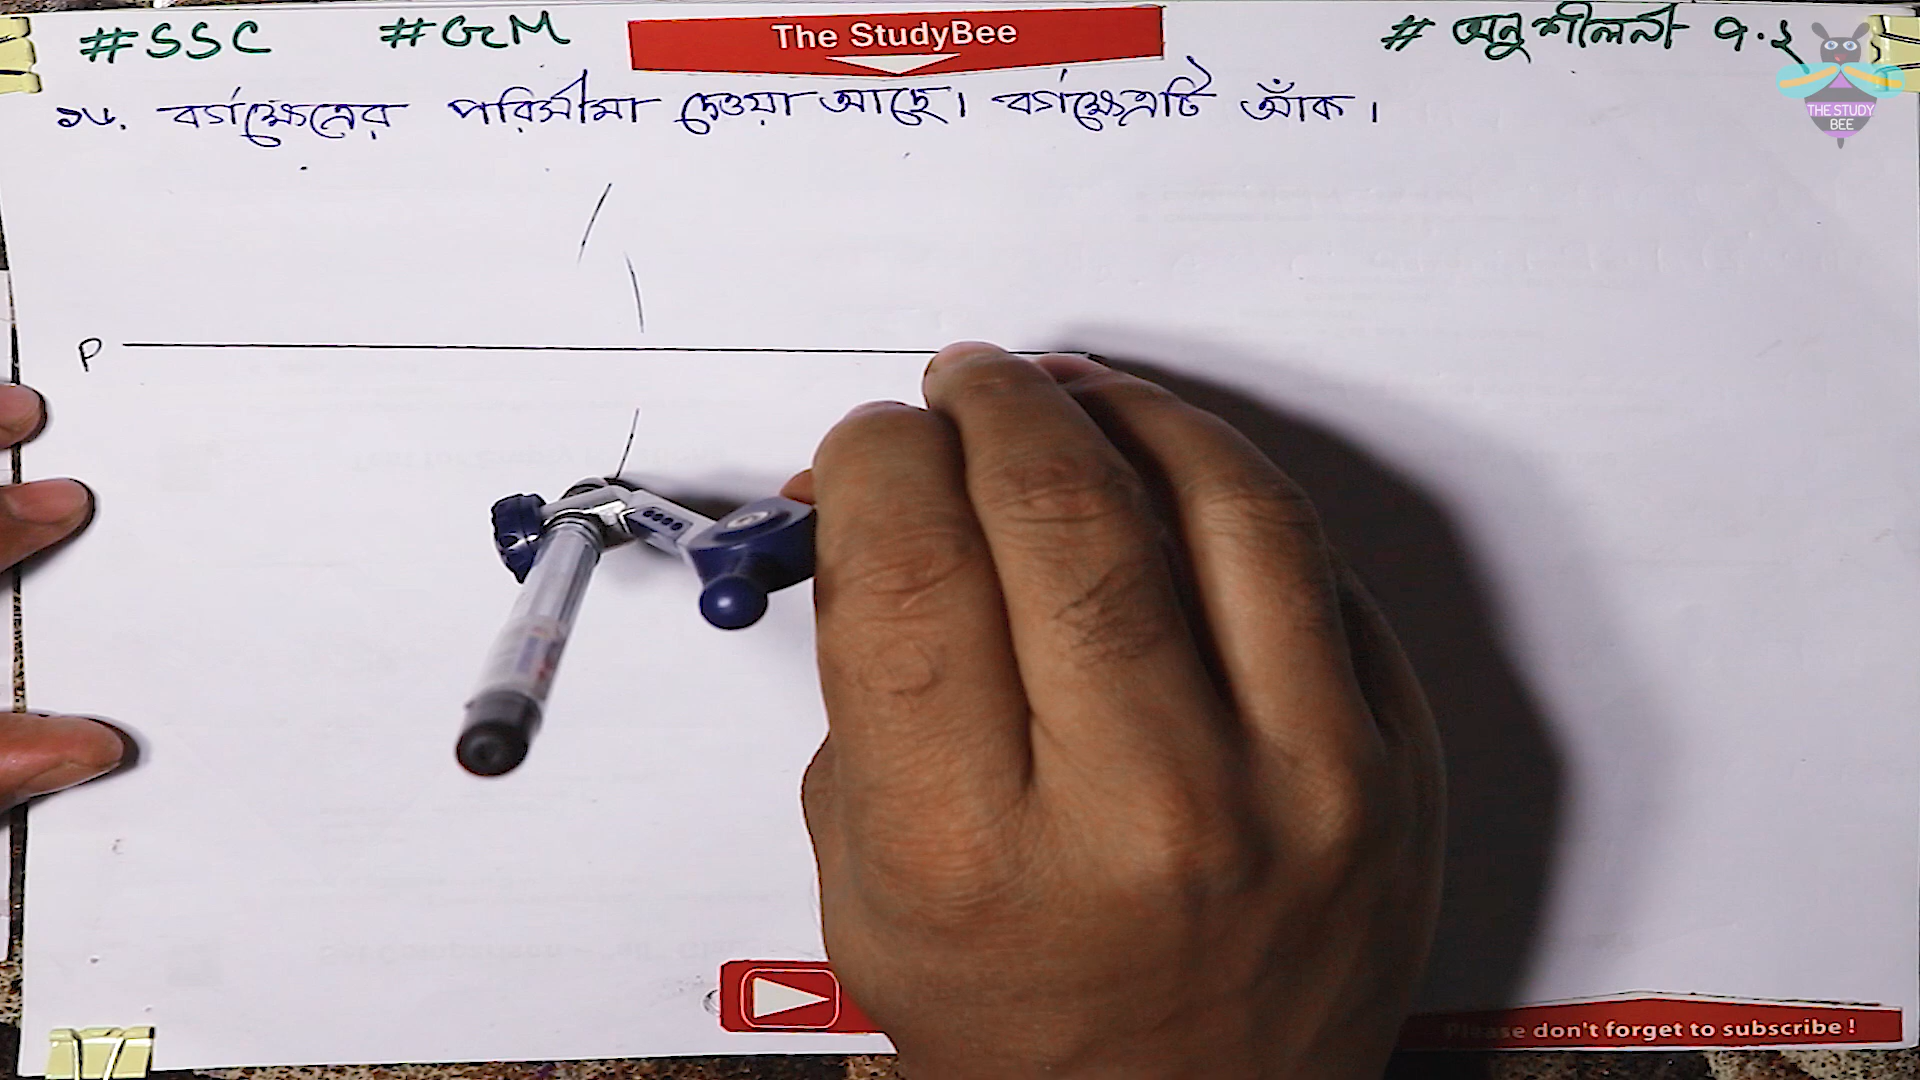 #SSC #GM The StudyBee # অনুশীলনী ৭.২
THE STUDY
BEE
১৮. বর্গক্ষেত্রের পরিসীমা দেওয়া আছে। বর্গক্ষেত্রটি আঁক।
P
Please don't forget to subscribe !